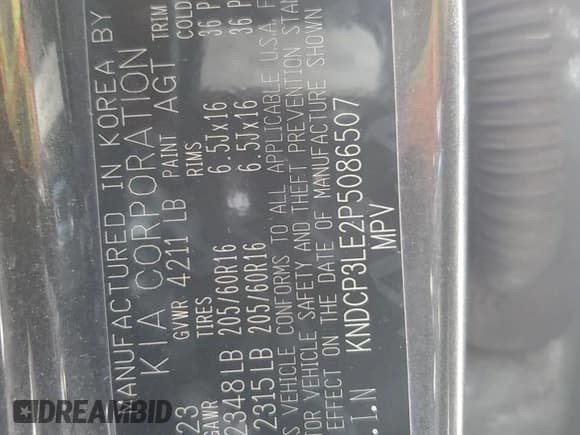 MANUFACTURED IN KOREA BY
KIA CORPORATION
23 GVWR 4211 LB PAINT AGT TRIM
GAWR TIRES RIMS COLD
2348LB 205/60R16 6.5Jx16 36 P
2315LB 205/60R16 6.5Jx16 36 P
VEHICLE CONFORMS TO ALL APPLICABLE U.S.A. F
VEHICLE SAFETY AND THEFT PREVENTION STAN
EFFECT ON THE DATE OF MANUFACTURE SHOWN
I.N KNDCP3LE2P5086507
MPV
DREAMBID